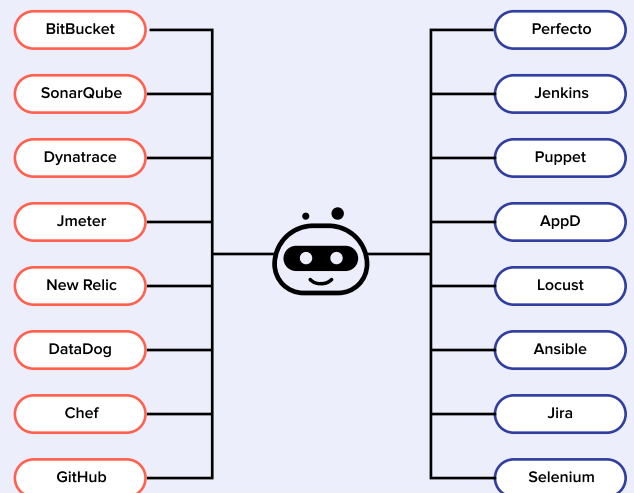 BitBucket
SonarQube
Dynatrace
Jmeter
New Relic
DataDog
Chef
GitHub
Perfecto
Jenkins
Puppet
AppD
Locust
Ansible
Jira
Selenium